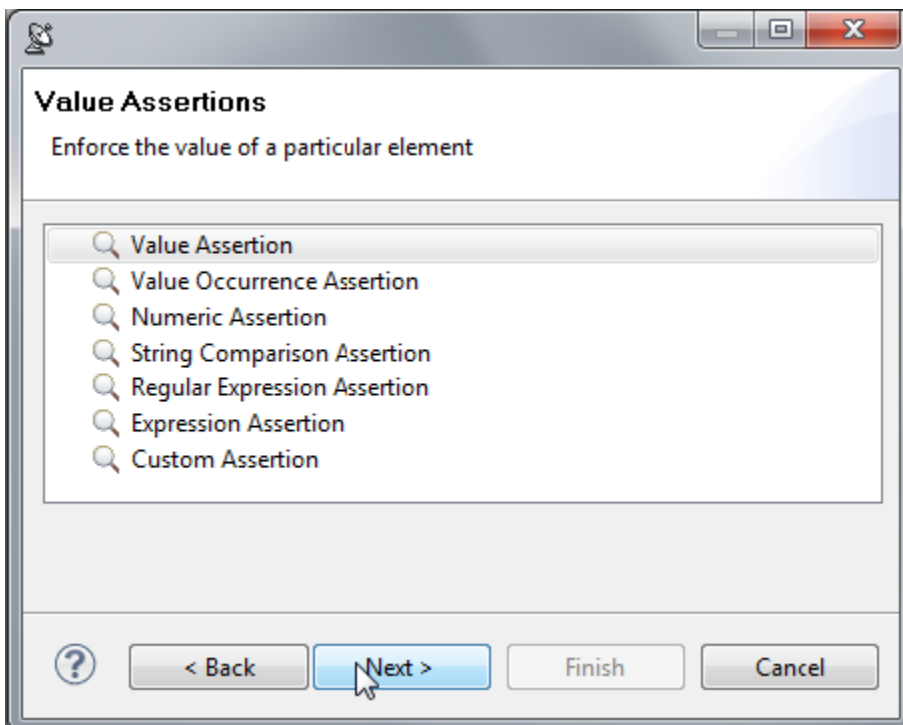 Value Assertions
Enforce the value of a particular element
Value Assertion
Value Occurrence Assertion
Numeric Assertion
String Comparison Assertion
Regular Expression Assertion
Expression Assertion
Custom Assertion
? < Back Next > Finish Cancel